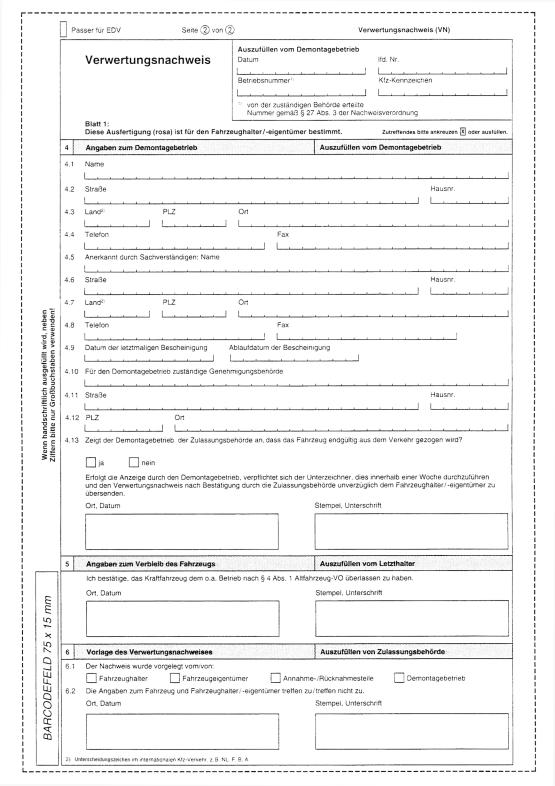 Passer für EDV
Seite 2 von 2
Verwertungsnachweis (VN)
Verwertungsnachweis
Auszufüllen vom Demontagebetrieb
Datum
lfd. Nr.
Betriebsnummer¹⁾
Kfz-Kennzeichen
¹⁾ von der zuständigen Behörde erteilte
Nummer gemäß § 27 Abs. 3 der Nachweisverordnung
Blatt 1:
Diese Ausfertigung (rosa) ist für den Fahrzeughalter/-eigentümer bestimmt.
Zutreffendes bitte ankreuzen x oder ausfüllen.
4 Angaben zum Demontagebetrieb
Auszufüllen vom Demontagebetrieb
4.1 Name
4.2 Straße Hausnr.
4.3 Land²⁾ PLZ Ort
4.4 Telefon Fax
4.5 Anerkannt durch Sachverständigen: Name
4.6 Straße Hausnr.
4.7 Land²⁾ PLZ Ort
4.8 Telefon Fax
4.9 Datum der letztmaligen Bescheinigung Ablaufdatum der Bescheinigung
4.10 Für den Demontagebetrieb zuständige Genehmigungsbehörde
4.11 Straße Hausnr.
4.12 PLZ Ort
4.13 Zeigt der Demontagebetrieb der Zulassungsbehörde an, dass das Fahrzeug endgültig aus dem Verkehr gezogen wird?
ja nein
Erfolgt die Anzeige durch den Demontagebetrieb, verpflichtet sich der Unterzeichner, dies innerhalb einer Woche durchzuführen
und den Verwertungsnachweis nach Bestätigung durch die Zulassungsbehörde unverzüglich dem Fahrzeughalter/-eigentümer zu
übersenden.
Ort, Datum Stempel, Unterschrift
5 Angaben zum Verbleib des Fahrzeugs
Auszufüllen vom Letzthalter
Ich bestätige, das Kraftfahrzeug dem o.a. Betrieb nach § 4 Abs. 1 Altfahrzeug-VO überlassen zu haben.
Ort, Datum Stempel, Unterschrift
6 Vorlage des Verwertungsnachweises
Auszufüllen von Zulassungsbehörde
6.1 Der Nachweis wurde vorgelegt vom/von:
Fahrzeughalter Fahrzeugeigentümer Annahme-/Rücknahmestelle Demontagebetrieb
6.2 Die Angaben zum Fahrzeug und Fahrzeughalter/-eigentümer treffen zu/treffen nicht zu.
Ort, Datum Stempel, Unterschrift
2) Unterscheidungszeichen im internationalen Kfz-Verkehr, z.B. NL, F, B, A
Wenn handschriftlich ausgefüllt wird, neben
Ziffern bitte nur Großbuchstaben verwenden!
BARCODEFELD 75 x 15 mm